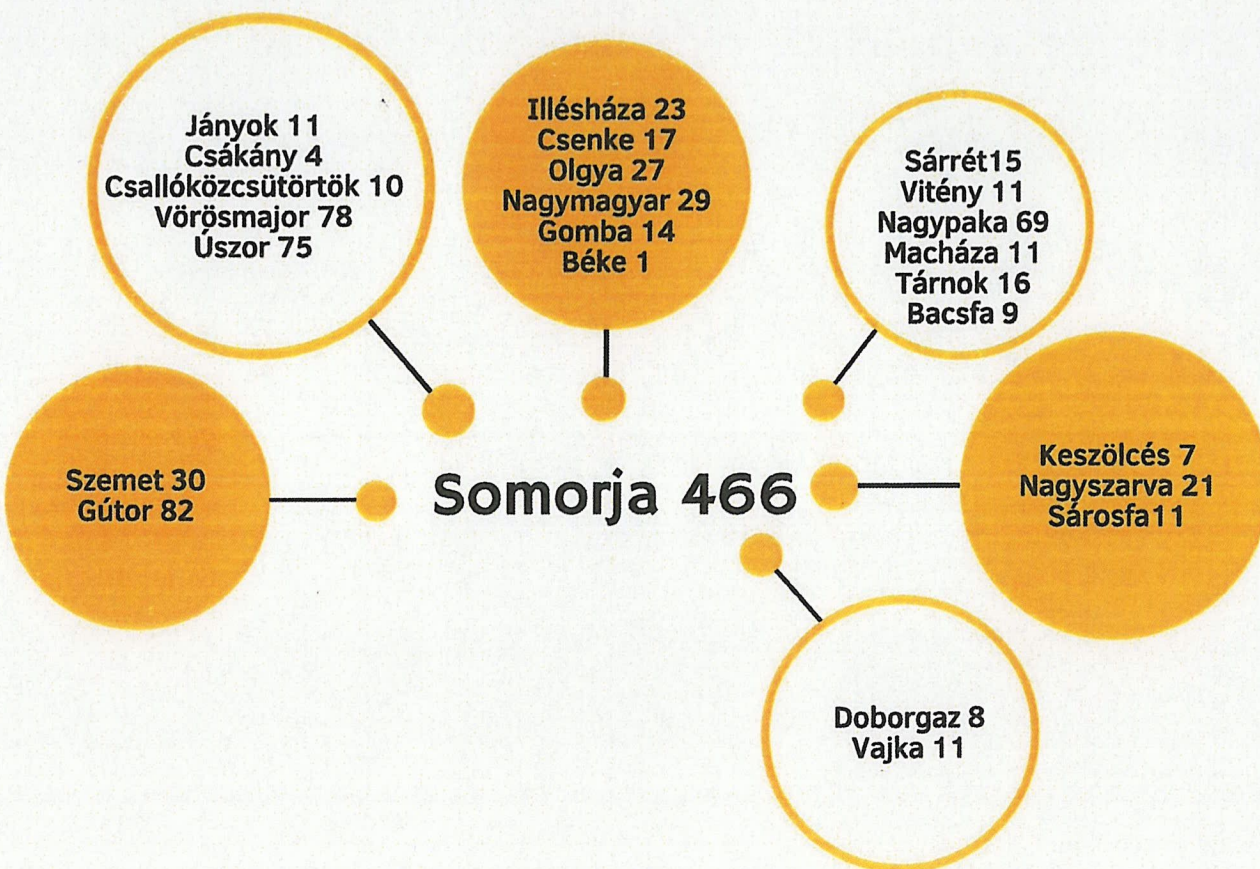 Jányok 11
Csákány 4
Csallóközcsütörtök 10
Vörösmajor 78
Úszor 75
Illésháza 23
Csenke 17
Olgya 27
Nagymagyar 29
Gomba 14
Béke 1
Sárrét15
Vitény 11
Nagypaka 69
Macháza 11
Tárnok 16
Bacsfa 9
Szemet 30
Gútor 82
Somorja 466
Keszölcés 7
Nagyszarva 21
Sárosfa11
Doborgaz 8
Vajka 11